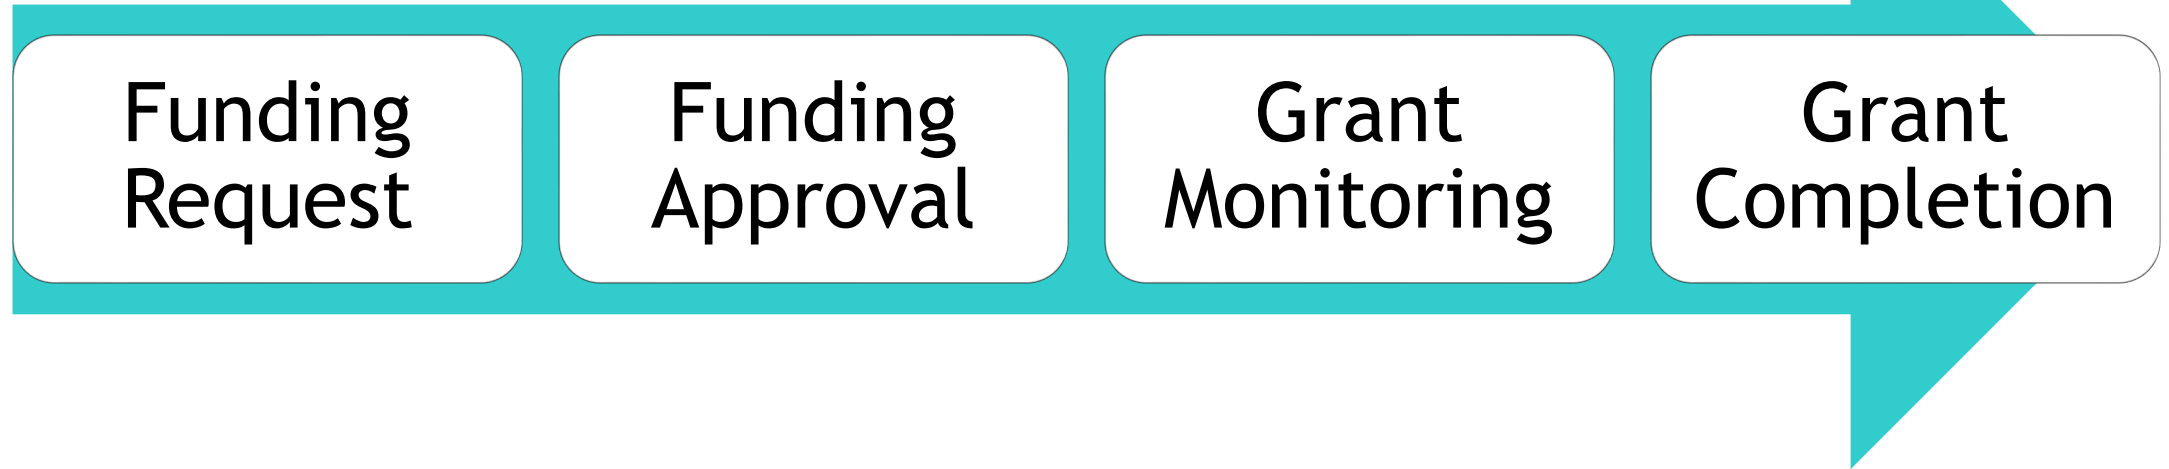 Funding
Request
Funding
Approval
Grant
Monitoring
Grant
Completion